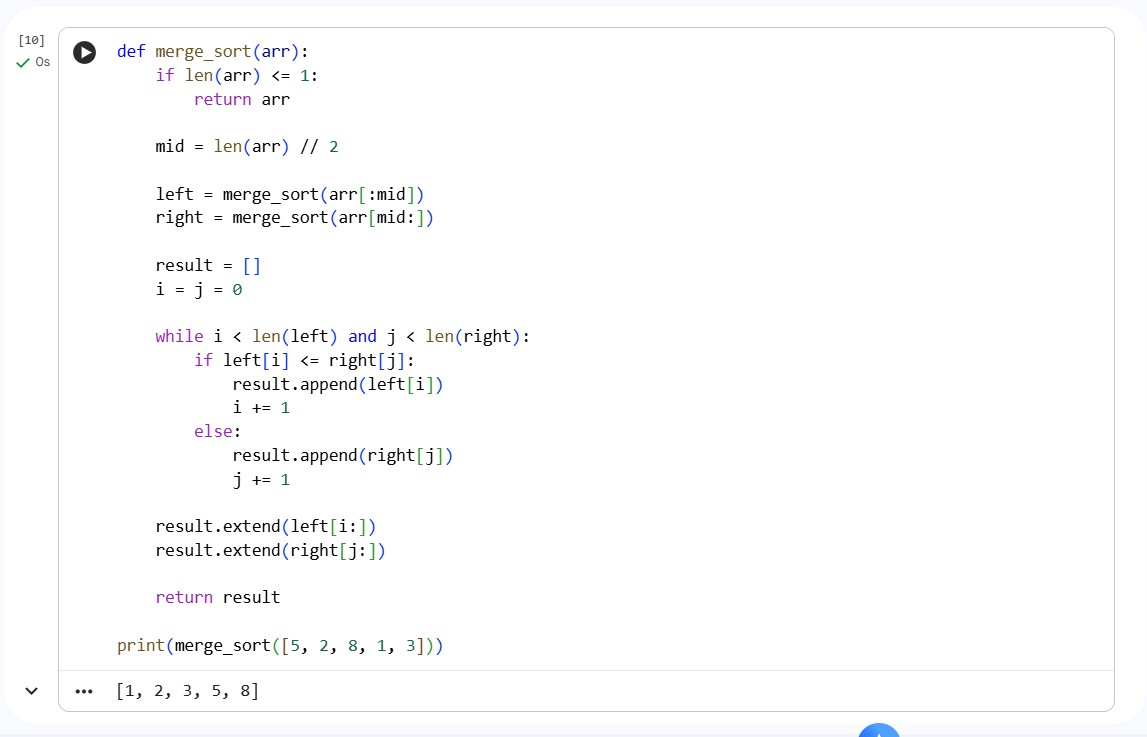 [10]
0s
def merge_sort(arr):
    if len(arr) <= 1:
        return arr

    mid = len(arr) // 2

    left = merge_sort(arr[:mid])
    right = merge_sort(arr[mid:])

    result = []
    i = j = 0

    while i < len(left) and j < len(right):
        if left[i] <= right[j]:
            result.append(left[i])
            i += 1
        else:
            result.append(right[j])
            j += 1

    result.extend(left[i:])
    result.extend(right[j:])

    return result

print(merge_sort([5, 2, 8, 1, 3]))
[1, 2, 3, 5, 8]